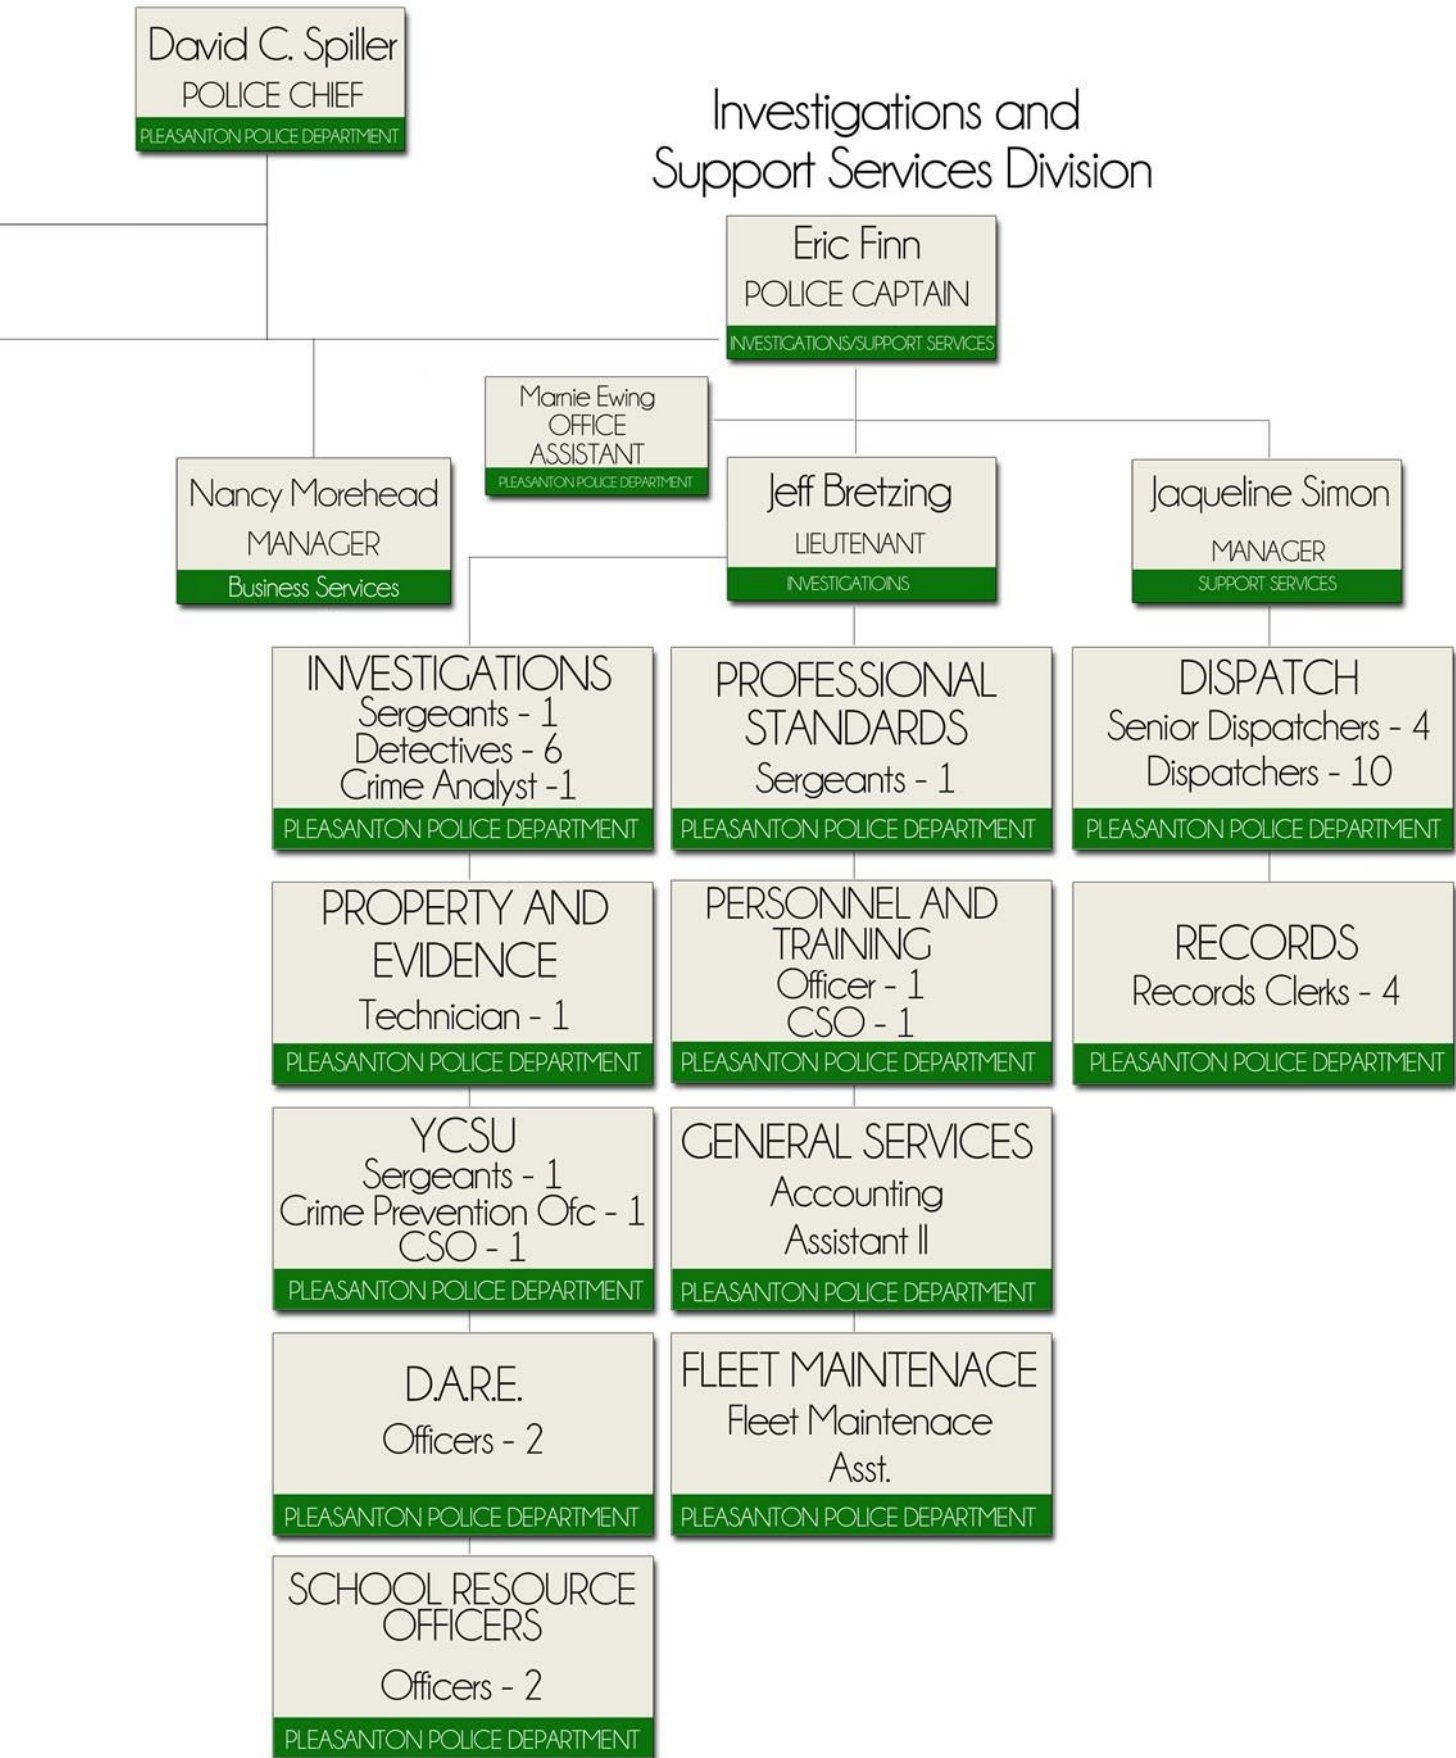 David C. Spiller
POLICE CHIEF
PLEASANTON POLICE DEPARTMENT
Investigations and
Support Services Division
Eric Finn
POLICE CAPTAIN
INVESTIGATIONS/SUPPORT SERVICES
Marnie Ewing
OFFICE
ASSISTANT
PLEASANTON POLICE DEPARTMENT
Nancy Morehead
MANAGER
Business Services
Jeff Bretzing
LIEUTENANT
INVESTIGATIOINS
Jaqueline Simon
MANAGER
SUPPORT SERVICES
INVESTIGATIONS
Sergeants - 1
Detectives - 6
Crime Analyst -1
PLEASANTON POLICE DEPARTMENT
PROFESSIONAL
STANDARDS
Sergeants - 1
PLEASANTON POLICE DEPARTMENT
DISPATCH
Senior Dispatchers - 4
Dispatchers - 10
PLEASANTON POLICE DEPARTMENT
PROPERTY AND
EVIDENCE
Technician - 1
PLEASANTON POLICE DEPARTMENT
PERSONNEL AND
TRAINING
Officer - 1
CSO - 1
PLEASANTON POLICE DEPARTMENT
RECORDS
Records Clerks - 4
PLEASANTON POLICE DEPARTMENT
YCSU
Sergeants - 1
Crime Prevention Ofc - 1
CSO - 1
PLEASANTON POLICE DEPARTMENT
GENERAL SERVICES
Accounting
Assistant II
PLEASANTON POLICE DEPARTMENT
D.A.R.E.
Officers - 2
PLEASANTON POLICE DEPARTMENT
FLEET MAINTENACE
Fleet Maintenace
Asst.
PLEASANTON POLICE DEPARTMENT
SCHOOL RESOURCE
OFFICERS
Officers - 2
PLEASANTON POLICE DEPARTMENT